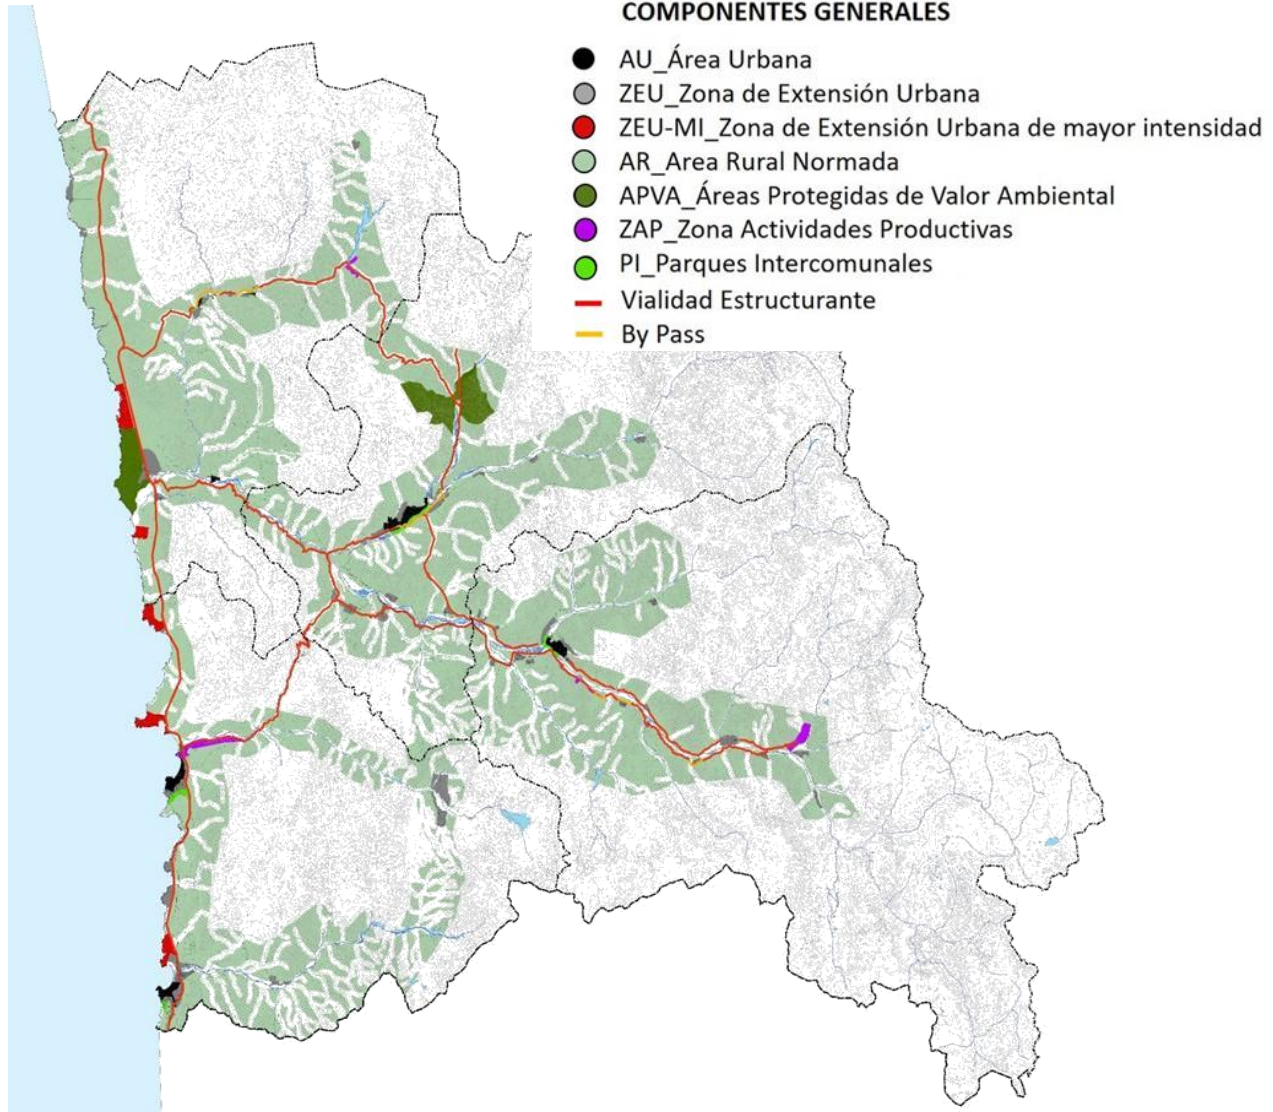 COMPONENTES GENERALES
AU_Área Urbana
ZEU_Zona de Extensión Urbana
ZEU-MI_Zona de Extensión Urbana de mayor intensidad
AR_Area Rural Normada
APVA_Áreas Protegidas de Valor Ambiental
ZAP_Zona Actividades Productivas
PI_Parques Intercomunales
Vialidad Estructurante
By Pass